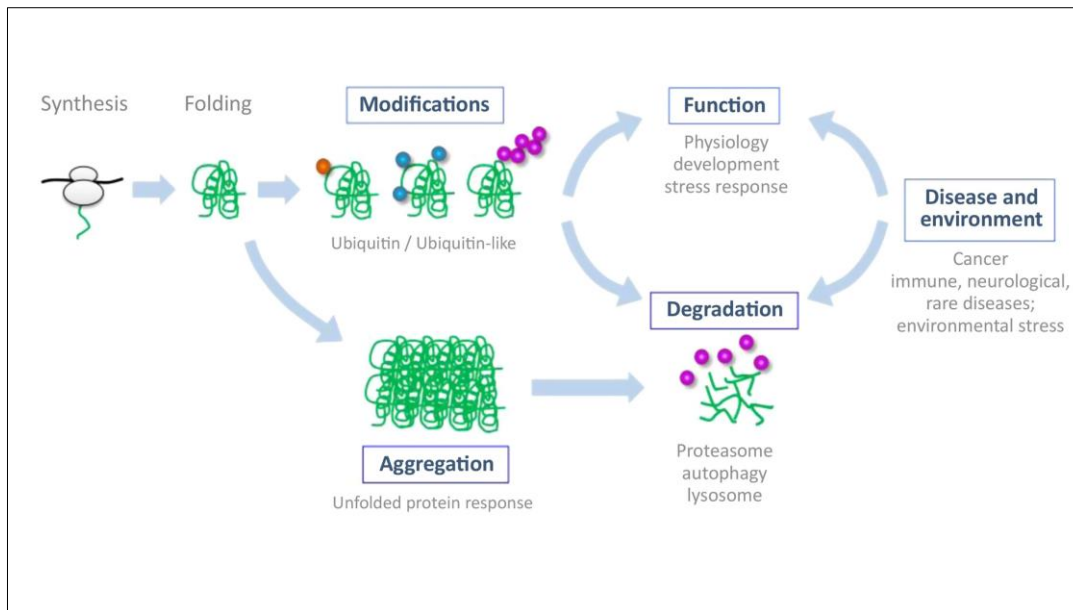 Synthesis
Folding
Modifications
Ubiquitin / Ubiquitin-like
Function
Physiology
development
stress response
Disease and
environment
Cancer
immune, neurological,
rare diseases;
environmental stress
Degradation
Proteasome
autophagy
lysosome
Aggregation
Unfolded protein response